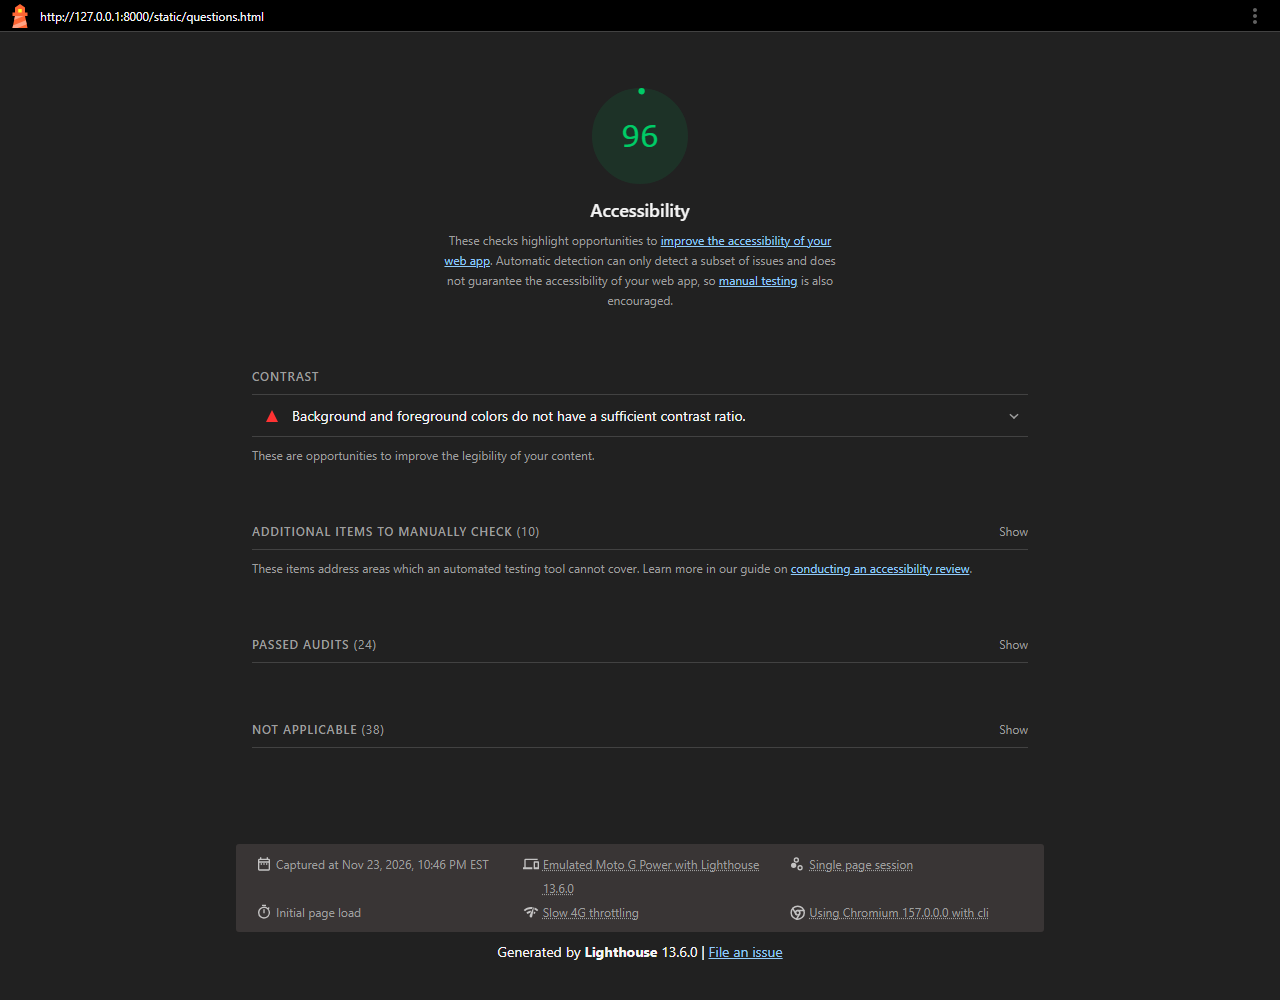 http://127.0.0.1:8000/static/questions.html
96
Accessibility
These checks highlight opportunities to improve the accessibility of your
web app. Automatic detection can only detect a subset of issues and does
not guarantee the accessibility of your web app, so manual testing is also
encouraged.
CONTRAST
Background and foreground colors do not have a sufficient contrast ratio.
These are opportunities to improve the legibility of your content.
ADDITIONAL ITEMS TO MANUALLY CHECK (10) Show
These items address areas which an automated testing tool cannot cover. Learn more in our guide on conducting an accessibility review.
PASSED AUDITS (24) Show
NOT APPLICABLE (38) Show
Captured at Nov 23, 2026, 10:46 PM EST
Emulated Moto G Power with Lighthouse
13.6.0
Single page session
Initial page load
Slow 4G throttling
Using Chromium 157.0.0.0 with cli
Generated by Lighthouse 13.6.0 | File an issue